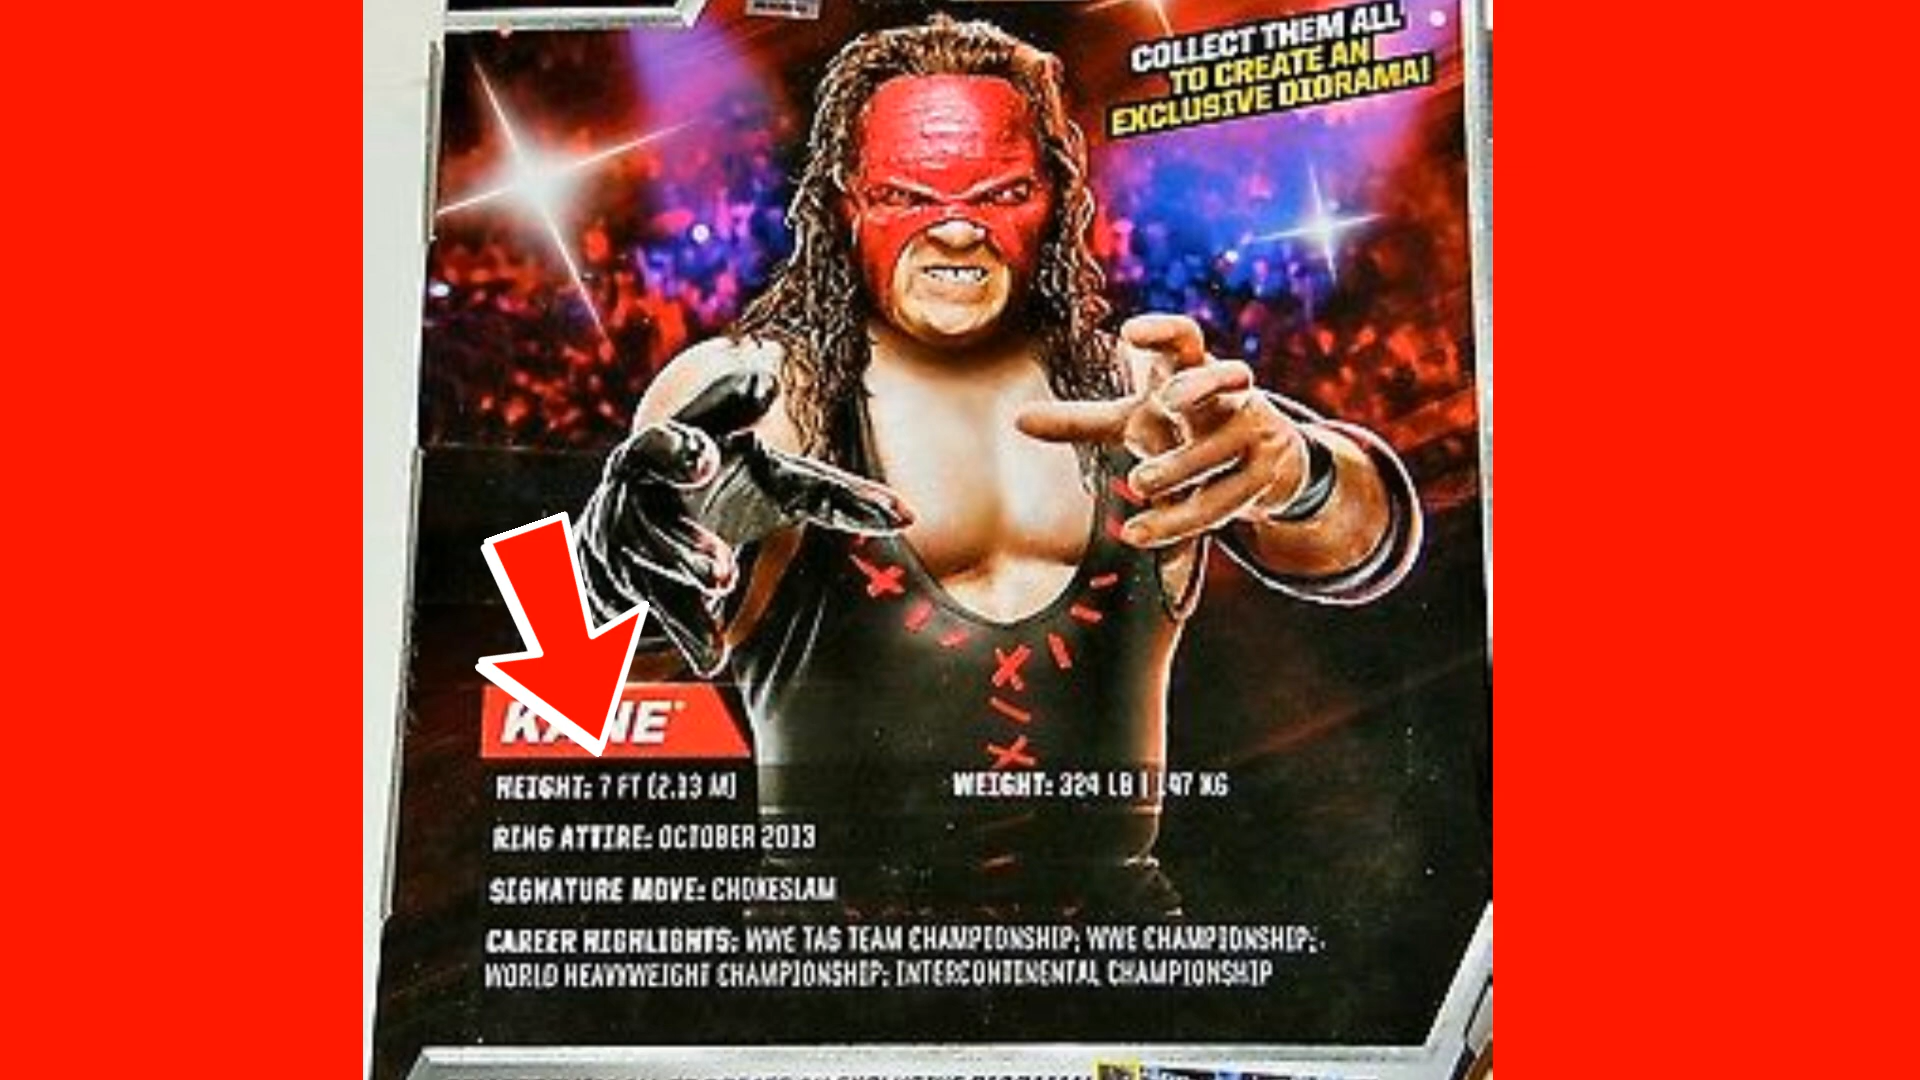 COLLECT THEM ALL
TO CREATE AN
EXCLUSIVE DIORAMA!
KANE
HEIGHT: 7 FT (2.13 M)
WEIGHT: 324 LB | 147 KG
RING ATTIRE: OCTOBER 2013
SIGNATURE MOVE: CHOKESLAM
CAREER HIGHLIGHTS: WWE TAG TEAM CHAMPIONSHIP; WWE CHAMPIONSHIP;
WORLD HEAVYWEIGHT CHAMPIONSHIP; INTERCONTINENTAL CHAMPIONSHIP